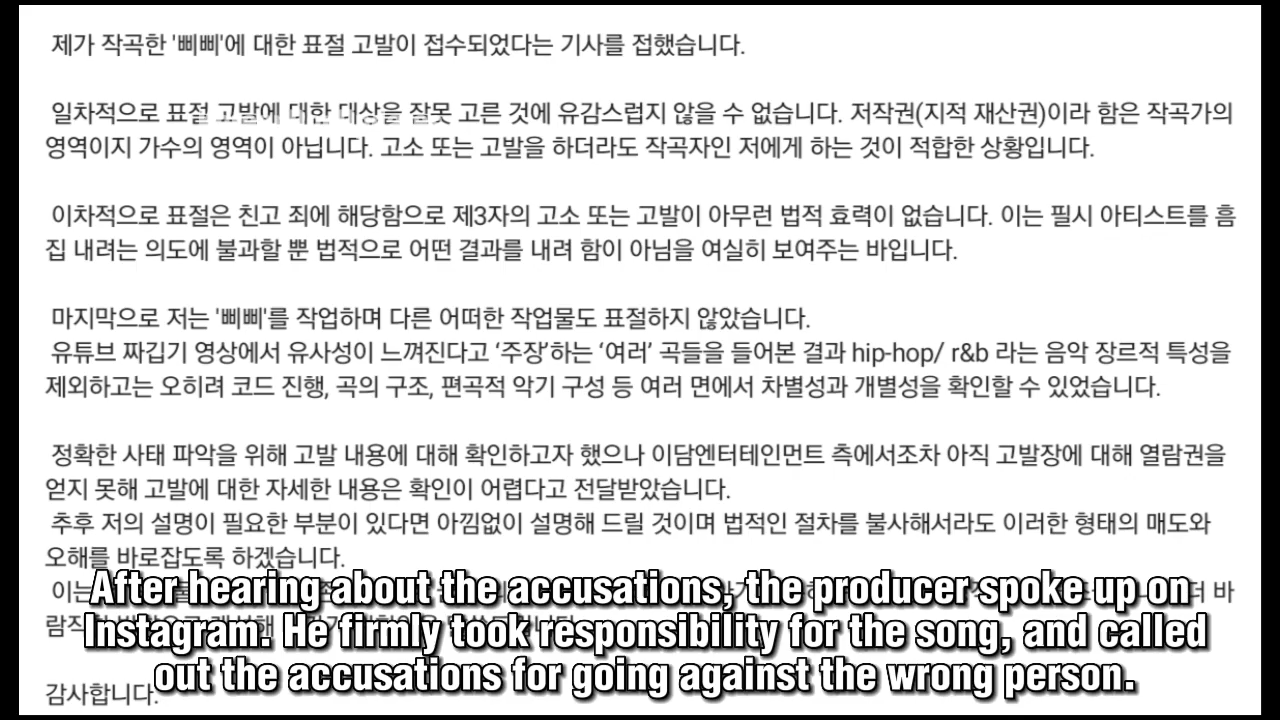 제가 작곡한 '삐삐'에 대한 표절 고발이 접수되었다는 기사를 접했습니다.
일차적으로 표절 고발에 대한 대상을 잘못 고른 것에 유감스럽지 않을 수 없습니다. 저작권(지적 재산권)이라 함은 작곡가의
영역이지 가수의 영역이 아닙니다. 고소 또는 고발을 하더라도 작곡자인 저에게 하는 것이 적합한 상황입니다.
이차적으로 표절은 친고 죄에 해당함으로 제3자의 고소 또는 고발이 아무런 법적 효력이 없습니다. 이는 필시 아티스트를 흠
집 내려는 의도에 불과할 뿐 법적으로 어떤 결과를 내려 함이 아님을 여실히 보여주는 바입니다.
마지막으로 저는 '삐삐'를 작업하며 다른 어떠한 작업물도 표절하지 않았습니다.
유튜브 짜깁기 영상에서 유사성이 느껴진다고 ‘주장’하는 ‘여러’ 곡들을 들어본 결과 hip-hop/ r&b 라는 음악 장르적 특성을
제외하고는 오히려 코드 진행, 곡의 구조, 편곡적 악기 구성 등 여러 면에서 차별성과 개별성을 확인할 수 있었습니다.
정확한 사태 파악을 위해 고발 내용에 대해 확인하고자 했으나 이담엔터테인먼트 측에서조차 아직 고발장에 대해 열람권을
얻지 못해 고발에 대한 자세한 내용은 확인이 어렵다고 전달받았습니다.
추후 저의 설명이 필요한 부분이 있다면 아낌없이 설명해 드릴 것이며 법적인 절차를 불사해서라도 이러한 형태의 매도와
오해를 바로잡도록 하겠습니다.
이는 더 바
감사합니다.
After hearing about the accusations, the producer spoke up on
Instagram. He firmly took responsibility for the song, and called
out the accusations for going against the wrong person.